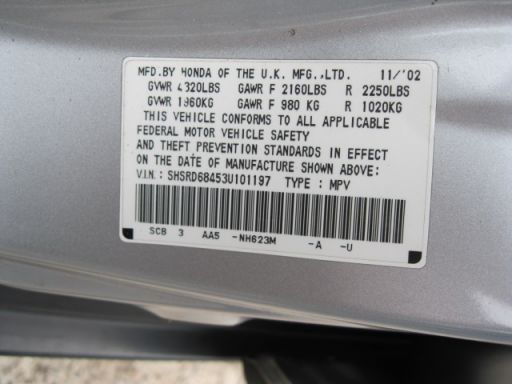 MFD.BY HONDA OF THE U.K. MFG.,LTD. 11/'02
GVWR 4320LBS GAWR F 2160LBS R 2250LBS
GVWR 1960KG GAWR F 980 KG R 1020KG
THIS VEHICLE CONFORMS TO ALL APPLICABLE
FEDERAL MOTOR VEHICLE SAFETY
AND THEFT PREVENTION STANDARDS IN EFFECT
ON THE DATE OF MANUFACTURE SHOWN ABOVE:
V.I.N.: SHSRD68453U101197 TYPE : MPV
SCB 3 AA5 -NH623M -A -U